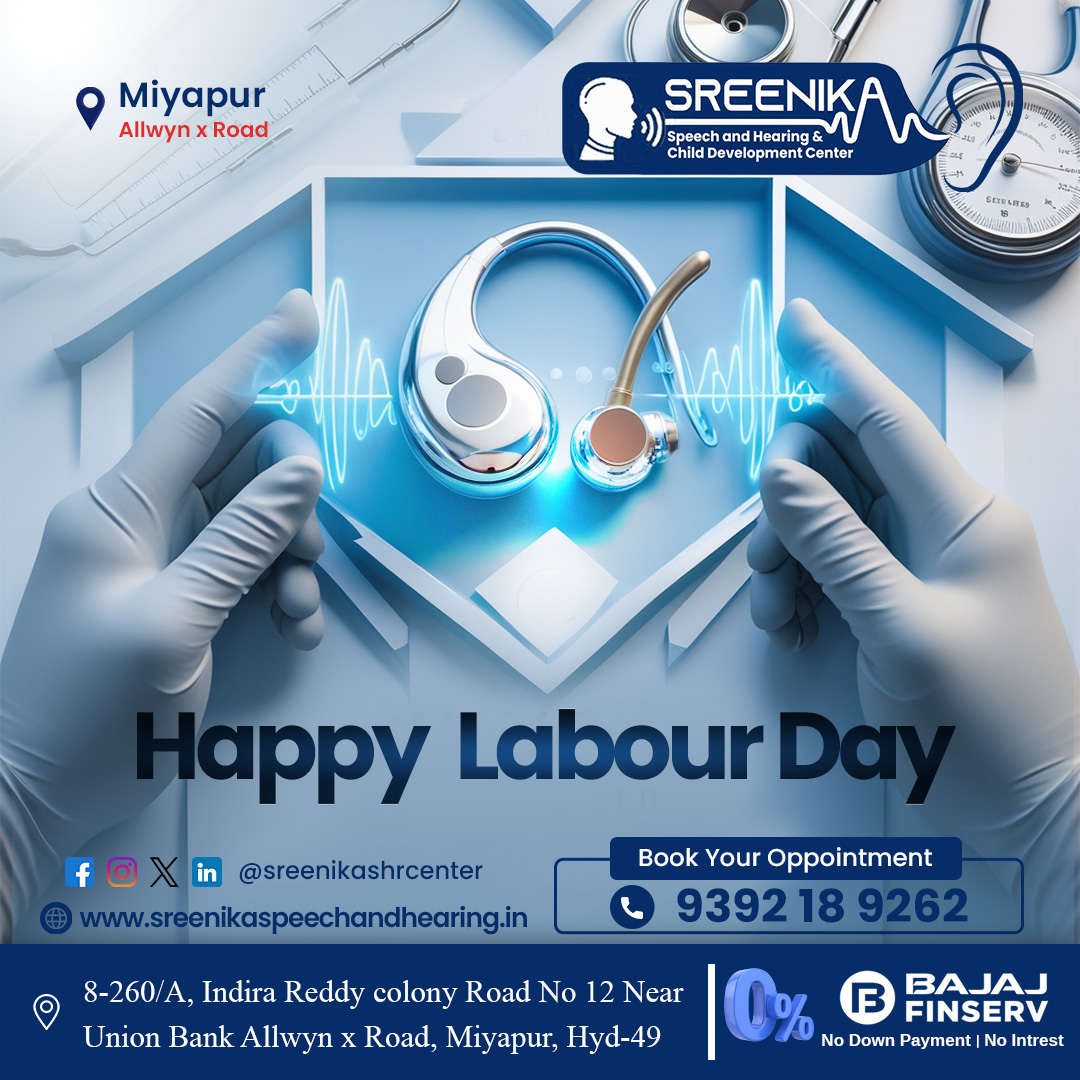 Miyapur
Allwyn x Road
SREENIKA
Speech and Hearing &
Child Development Center
Happy Labour Day
@sreenikashrcenter
www.sreenikaspeechandhearing.in
Book Your Appointment
9392 18 9262
8-260/A, Indira Reddy colony Road No 12 Near
Union Bank Allwyn x Road, Miyapur, Hyd-49
0%
BAJAJ
FINSERV
No Down Payment | No Intrest